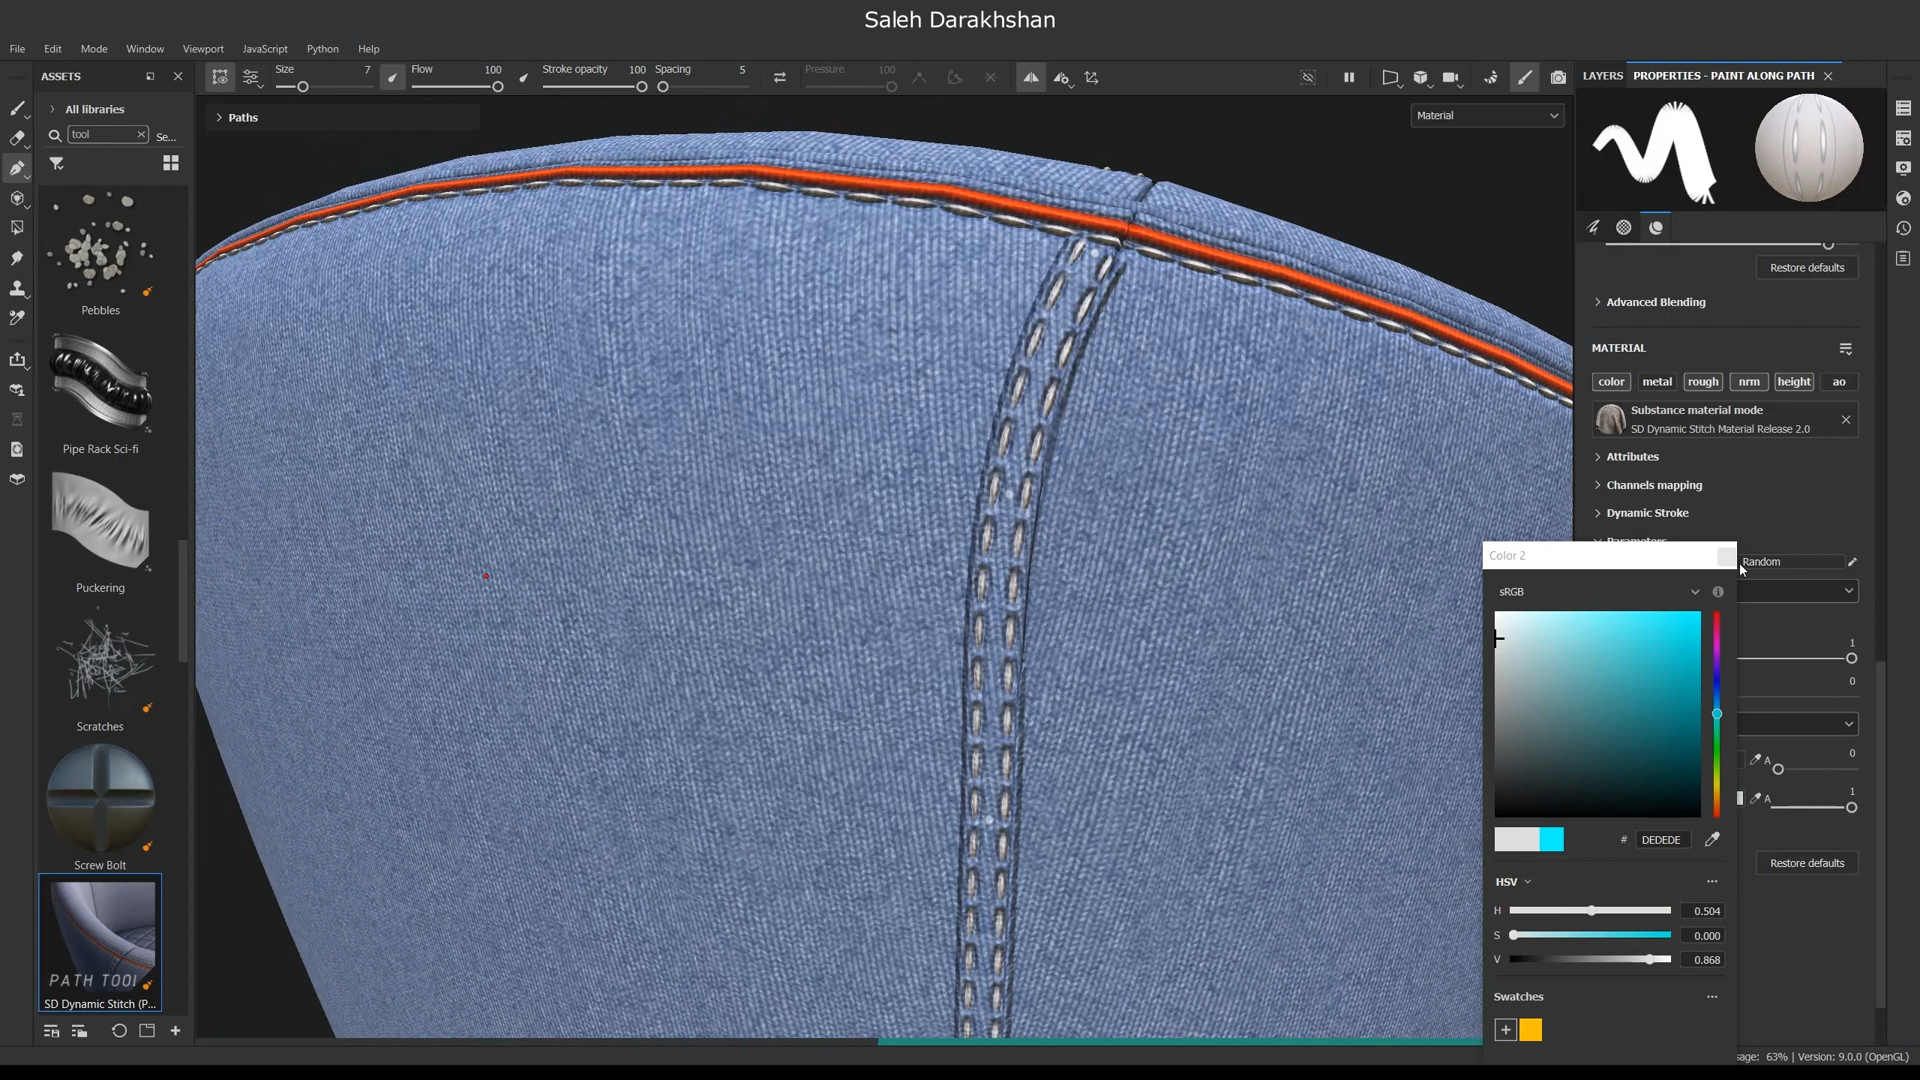 Saleh Darakhshan
File Edit Mode Window Viewport JavaScript Python Help
ASSETS
Size 7 Flow 100 Stroke opacity 100 Spacing 5 Pressure 100
LAYERS PROPERTIES - PAINT ALONG PATH
All libraries
tool Se...
Paths
Material
Pebbles
Pipe Rack Sci-fi
Puckering
Scratches
Screw Bolt
PATH TOOL
SD Dynamic Stitch (P...
Restore defaults
Advanced Blending
MATERIAL
color metal rough nrm height ao
Substance material mode
SD Dynamic Stitch Material Release 2.0
Attributes
Channels mapping
Dynamic Stroke
Parameters
Color 2
Random
sRGB
1
0
A 0
A 1
# DEDEDE
Restore defaults
HSV
H 0.504
S 0.000
V 0.868
Swatches
sage: 63% | Version: 9.0.0 (OpenGL)